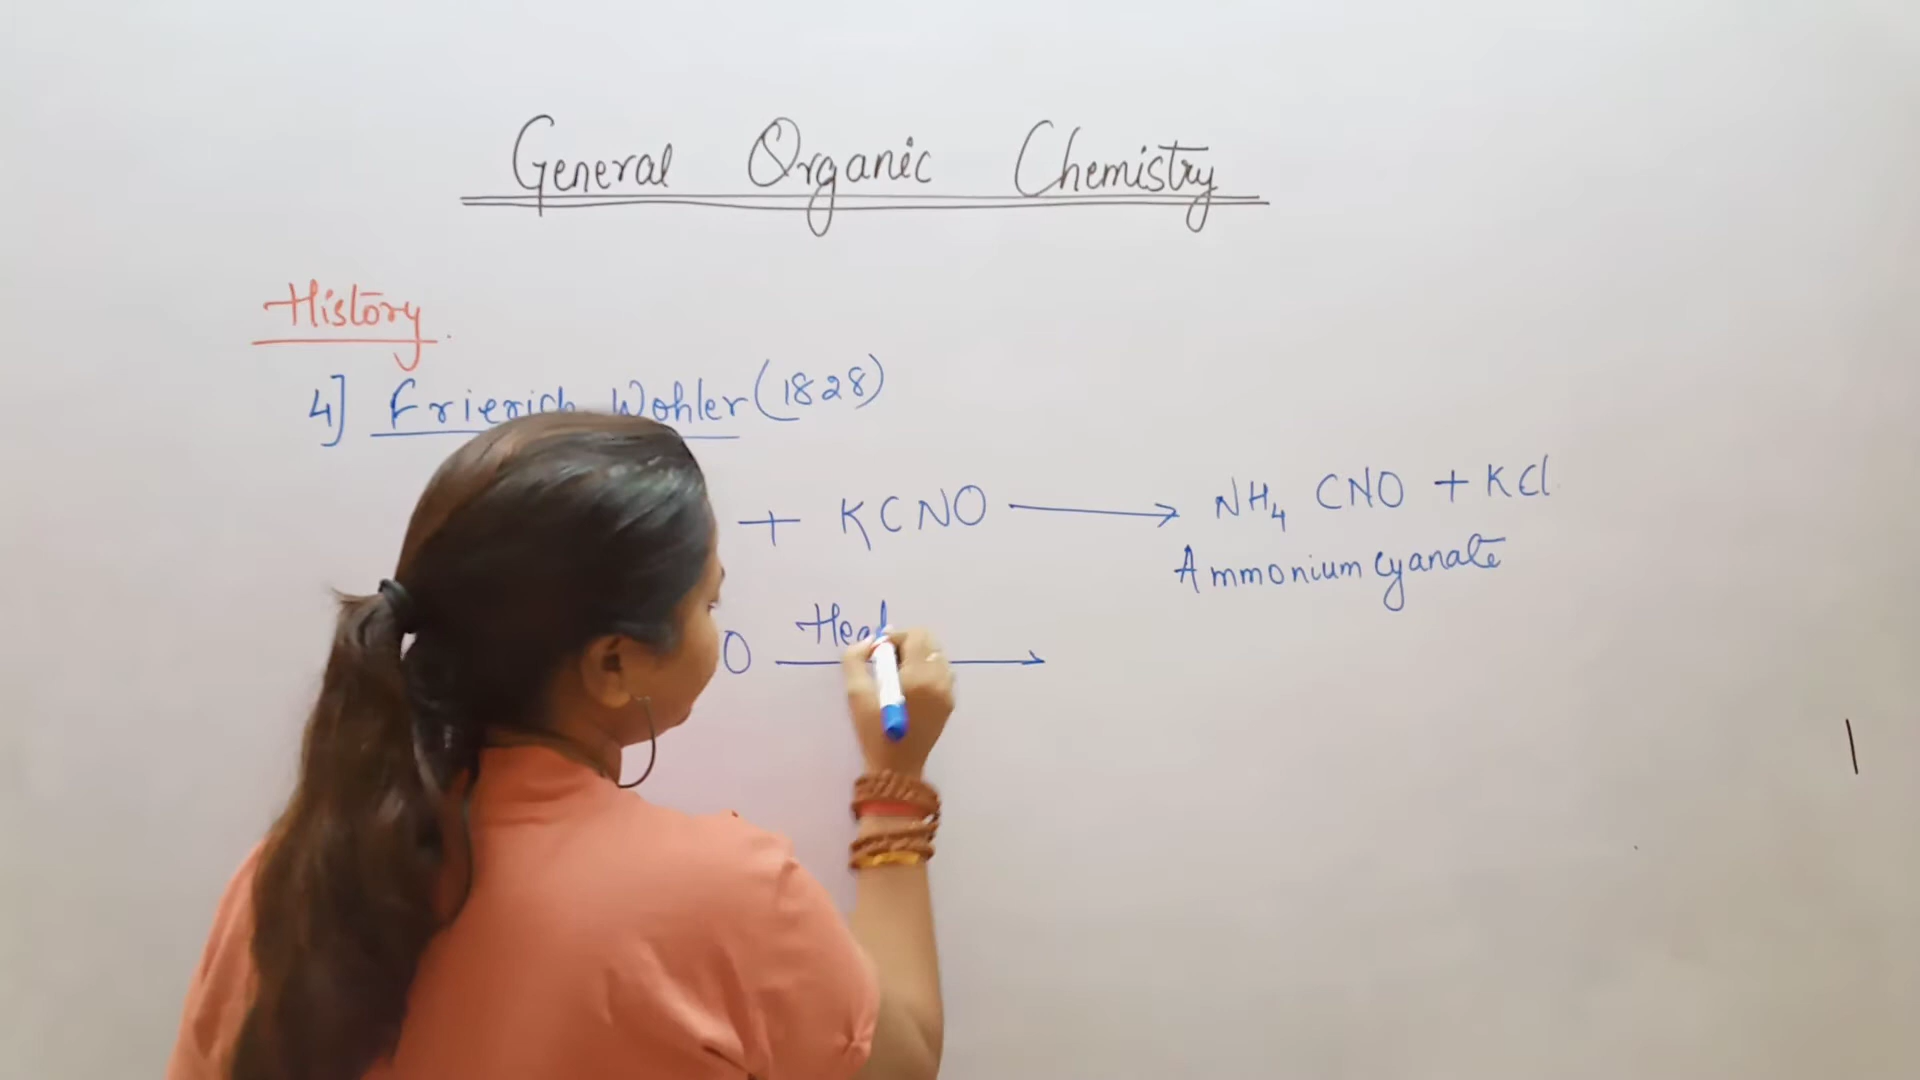 General Organic Chemistry
History
4] Frierich Wohler (1828)
+ KCNO → NH₄ CNO + KCl
Ammonium cyanate
O Heat →